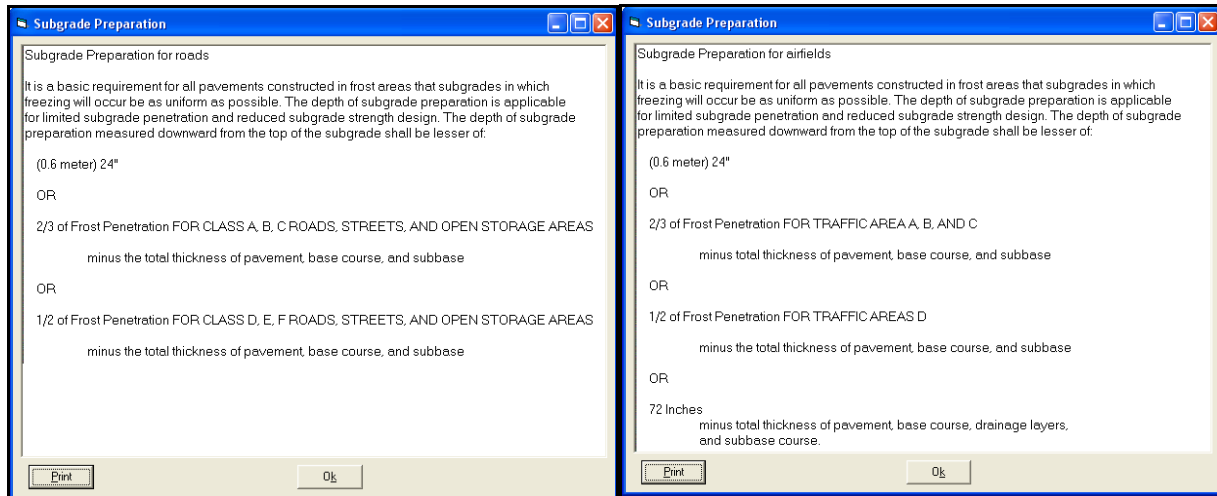 Subgrade Preparation
Subgrade Preparation for roads
It is a basic requirement for all pavements constructed in frost areas that subgrades in which
freezing will occur be as uniform as possible. The depth of subgrade preparation is applicable
for limited subgrade penetration and reduced subgrade strength design. The depth of subgrade
preparation measured downward from the top of the subgrade shall be lesser of:
(0.6 meter) 24"
OR
2/3 of Frost Penetration FOR CLASS A, B, C ROADS, STREETS, AND OPEN STORAGE AREAS
minus the total thickness of pavement, base course, and subbase
OR
1/2 of Frost Penetration FOR CLASS D, E, F ROADS, STREETS, AND OPEN STORAGE AREAS
minus the total thickness of pavement, base course, and subbase
Print
Ok
Subgrade Preparation
Subgrade Preparation for airfields
It is a basic requirement for all pavements constructed in frost areas that subgrades in which
freezing will occur be as uniform as possible. The depth of subgrade preparation is applicable
for limited subgrade penetration and reduced subgrade strength design. The depth of subgrade
preparation measured downward from the top of the subgrade shall be lesser of:
(0.6 meter) 24"
OR
2/3 of Frost Penetration FOR TRAFFIC AREA A, B, AND C
minus the total thickness of pavement, base course, and subbase
OR
1/2 of Frost Penetration FOR TRAFFIC AREAS D
minus the total thickness of pavement, base course, and subbase
OR
72 Inches
minus total thickness of pavement, base course, drainage layers,
and subbase course.
Print
Ok